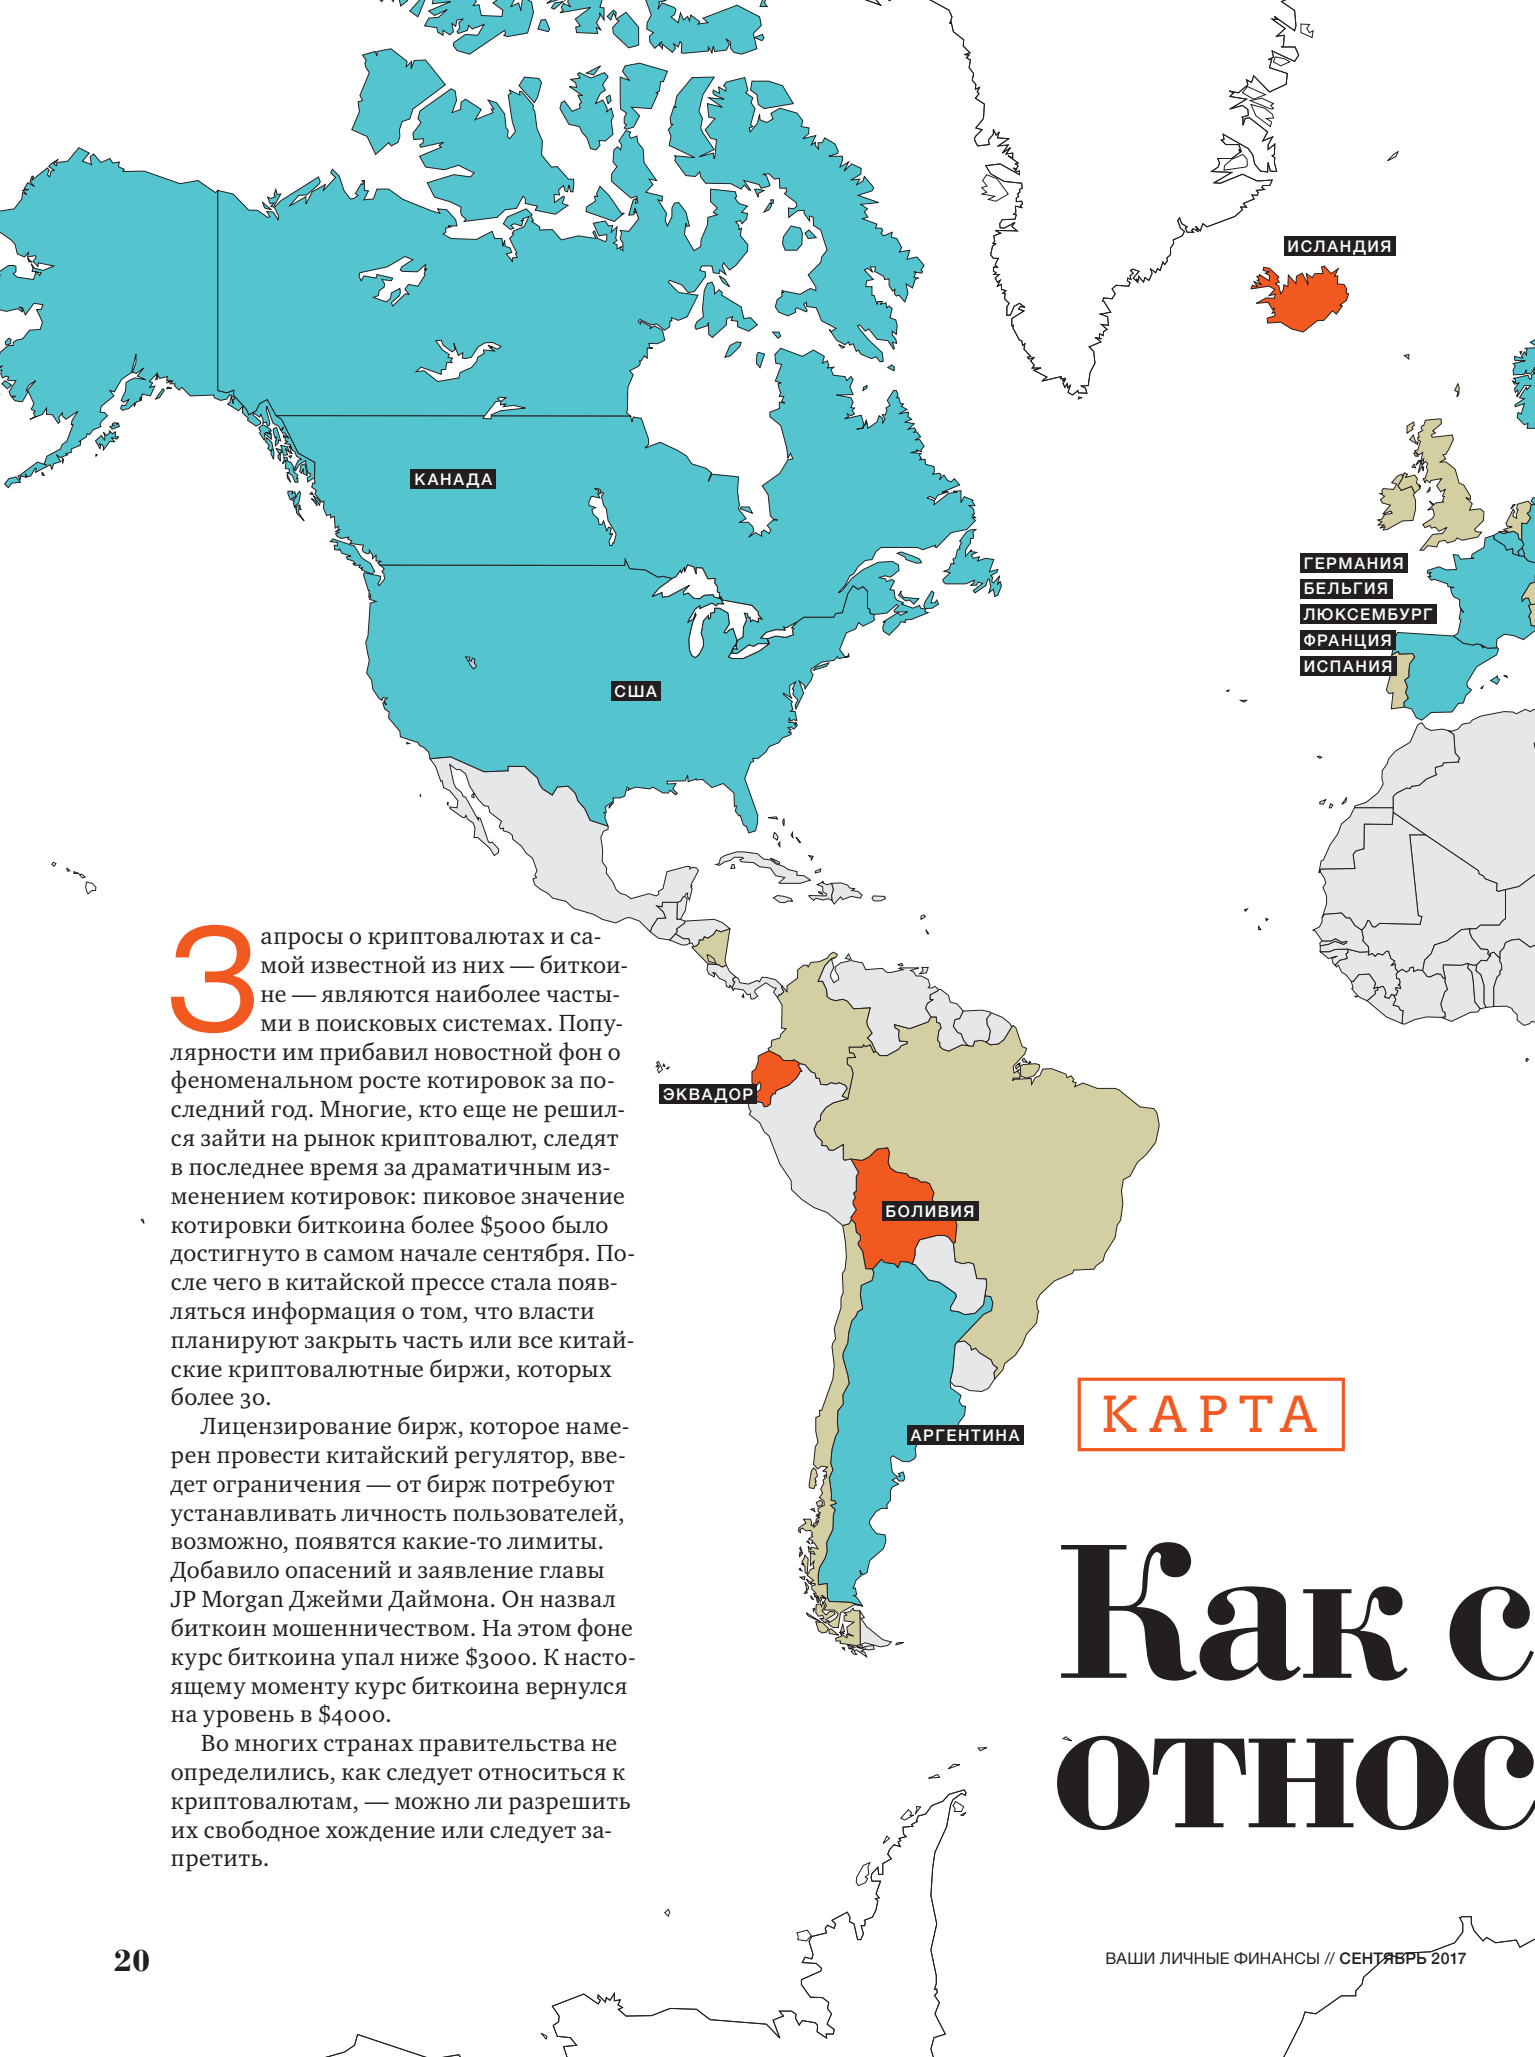 ИСЛАНДИЯ
КАНАДА
ГЕРМАНИЯ
БЕЛЬГИЯ
ЛЮКСЕМБУРГ
ФРАНЦИЯ
ИСПАНИЯ
США
ЭКВАДОР
БОЛИВИЯ
АРГЕНТИНА
Запросы о криптовалютах и са-
мой известной из них — биткои-
не — являются наиболее часты-
ми в поисковых системах. Попу-
лярности им прибавил новостной фон о
феноменальном росте котировок за по-
следний год. Многие, кто еще не решил-
ся зайти на рынок криптовалют, следят
в последнее время за драматичным из-
менением котировок: пиковое значение
котировки биткоина более $5000 было
достигнуто в самом начале сентября. По-
сле чего в китайской прессе стала появ-
ляться информация о том, что власти
планируют закрыть часть или все китай-
ские криптовалютные биржи, которых
более 30.
Лицензирование бирж, которое наме-
рен провести китайский регулятор, вве-
дет ограничения — от бирж потребуют
устанавливать личность пользователей,
возможно, появятся какие-то лимиты.
Добавило опасений и заявление главы
JP Morgan Джейми Даймона. Он назвал
биткоин мошенничеством. На этом фоне
курс биткоина упал ниже $3000. К насто-
ящему моменту курс биткоина вернулся
на уровень в $4000.
Во многих странах правительства не
определились, как следует относиться к
криптовалютам, — можно ли разрешить
их свободное хождение или следует за-
претить.
КАРТА
Как с
относ
20
ВАШИ ЛИЧНЫЕ ФИНАНСЫ // СЕНТЯБРЬ 2017